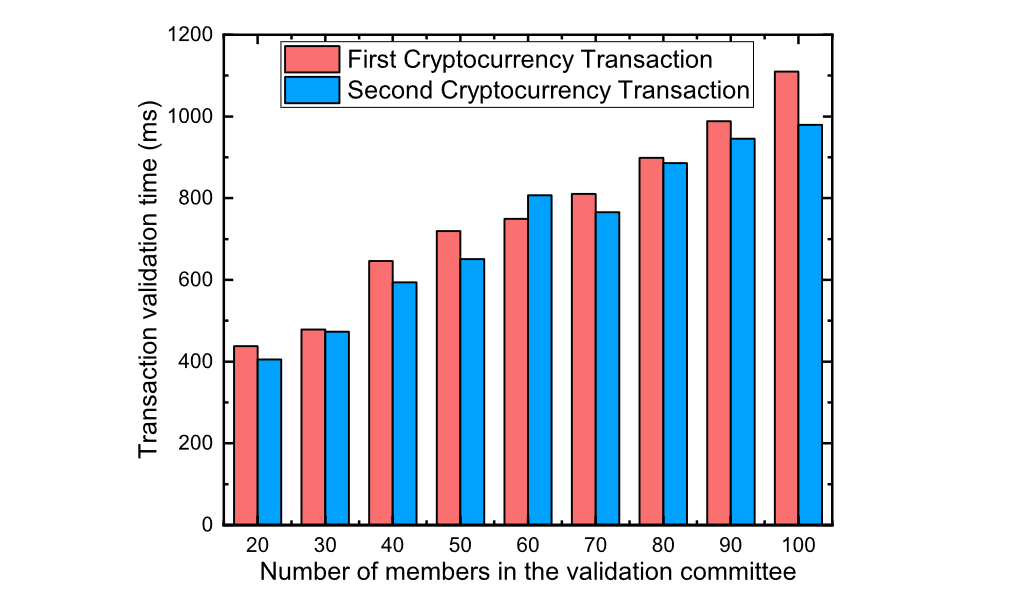 First Cryptocurrency Transaction
Second Cryptocurrency Transaction
Transaction validation time (ms)
1200
1000
800
600
400
200
0
20 30 40 50 60 70 80 90 100
Number of members in the validation committee